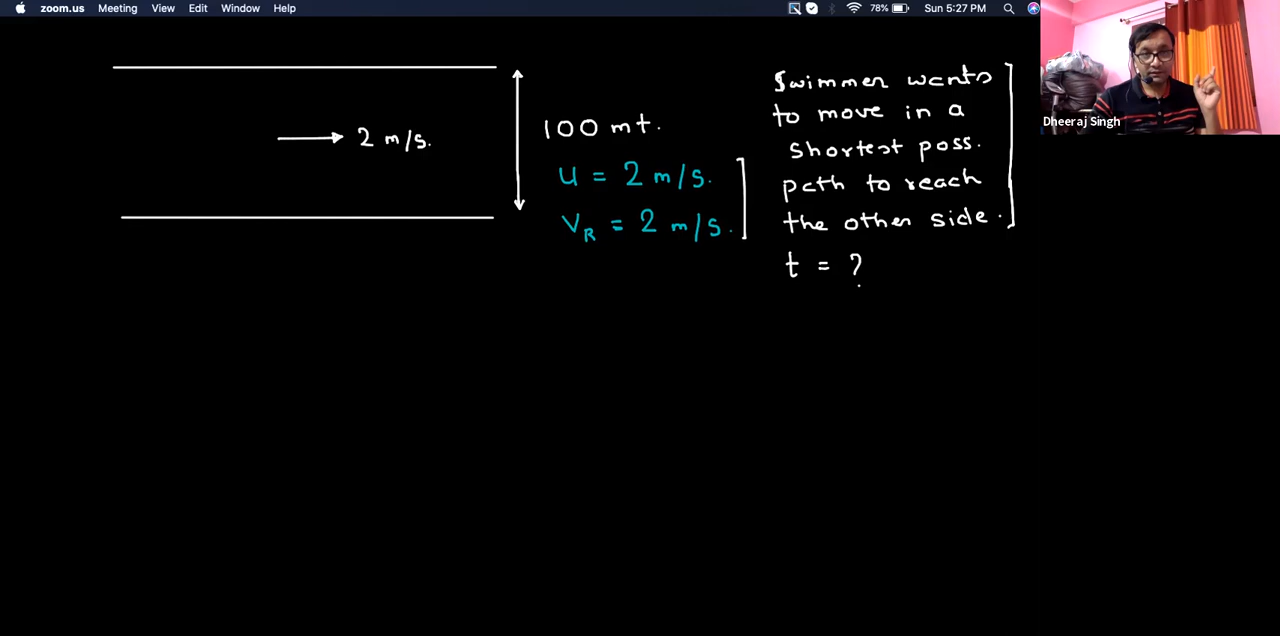 zoom.us Meeting View Edit Window Help 78% Sun 5:27 PM
Dheeraj Singh
2 m/s.
100 mt.
u = 2 m/s.
VR = 2 m/s.
Swimmer wants
to move in a
shortest poss.
path to reach
the other side.
t = ?